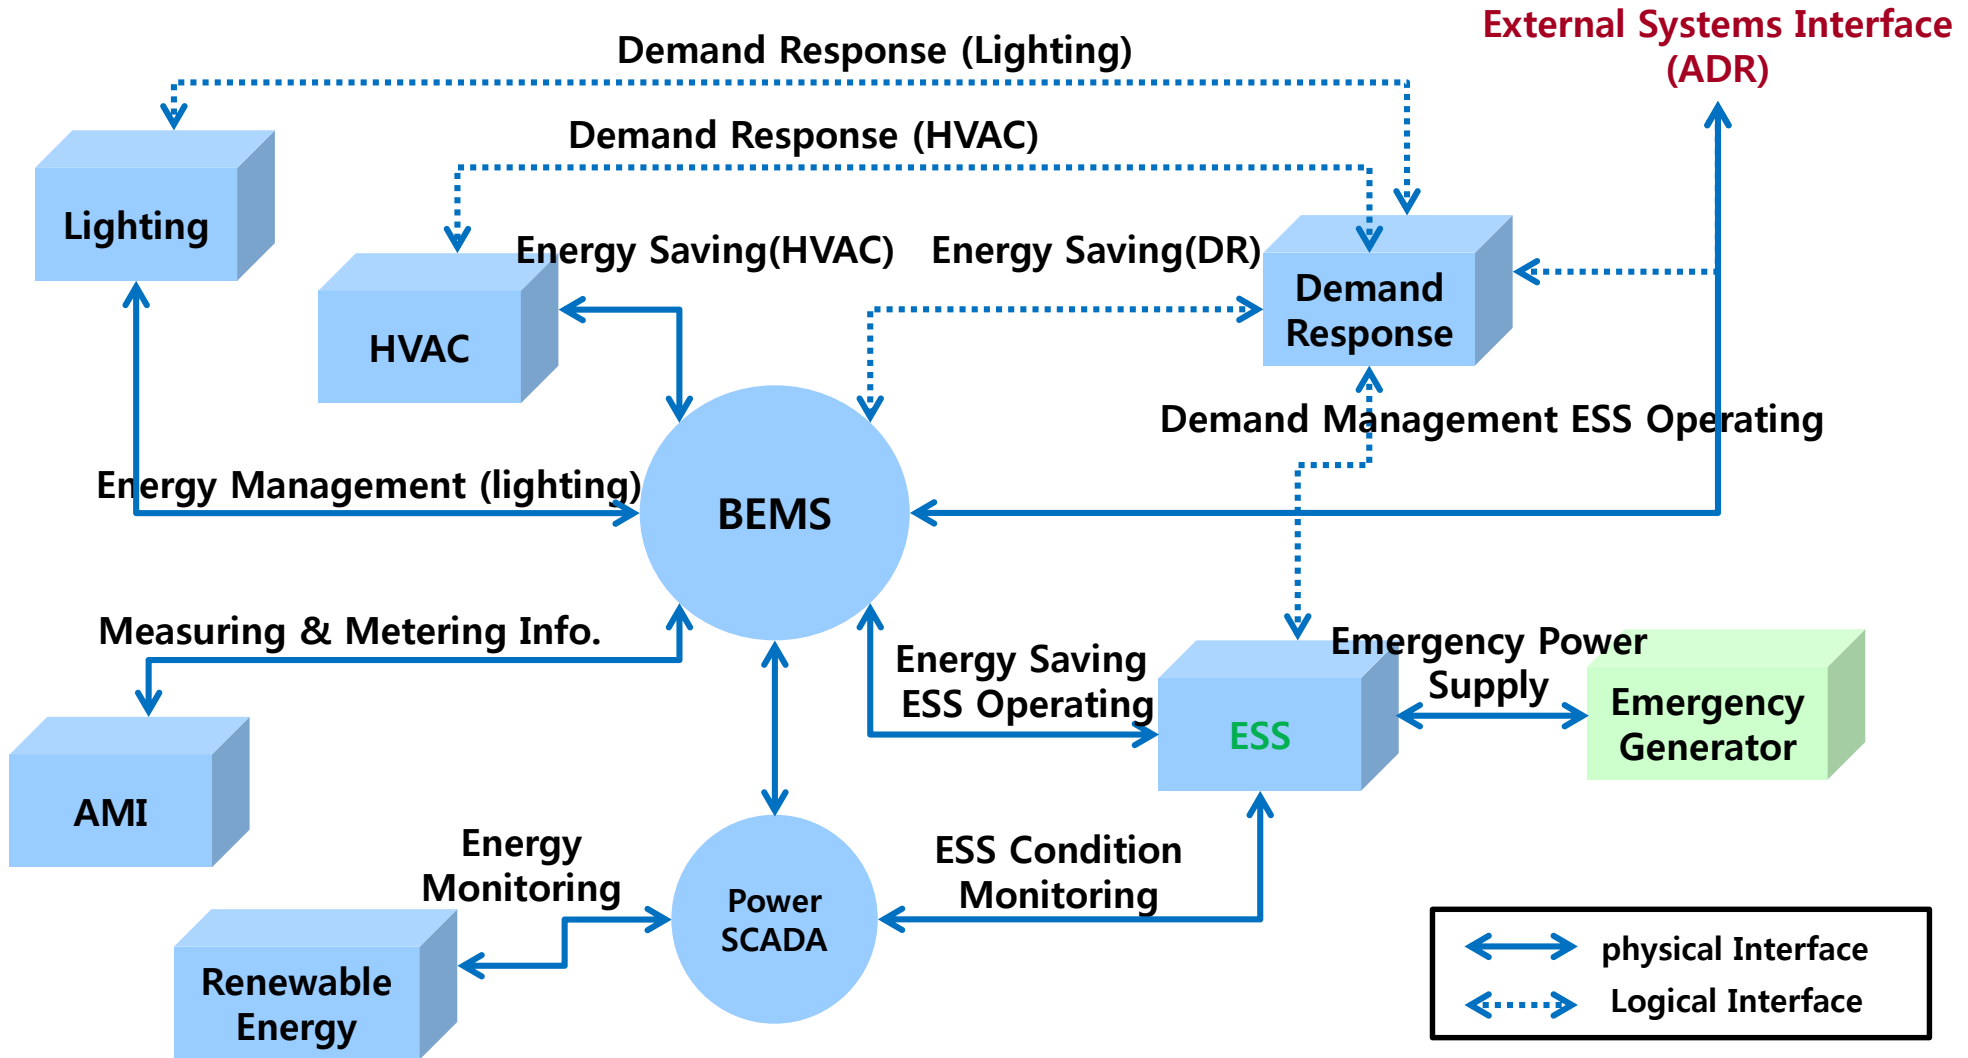 External Systems Interface
(ADR)
Demand Response (Lighting)
Demand Response (HVAC)
Lighting
Energy Saving(HVAC)
Energy Saving(DR)
Demand
Response
HVAC
Demand Management ESS Operating
Energy Management (lighting)
BEMS
Measuring & Metering Info.
Energy Saving
ESS Operating
Emergency Power
Supply
ESS
Emergency
Generator
AMI
Energy
Monitoring
ESS Condition
Monitoring
Power
SCADA
Renewable
Energy
physical Interface
Logical Interface